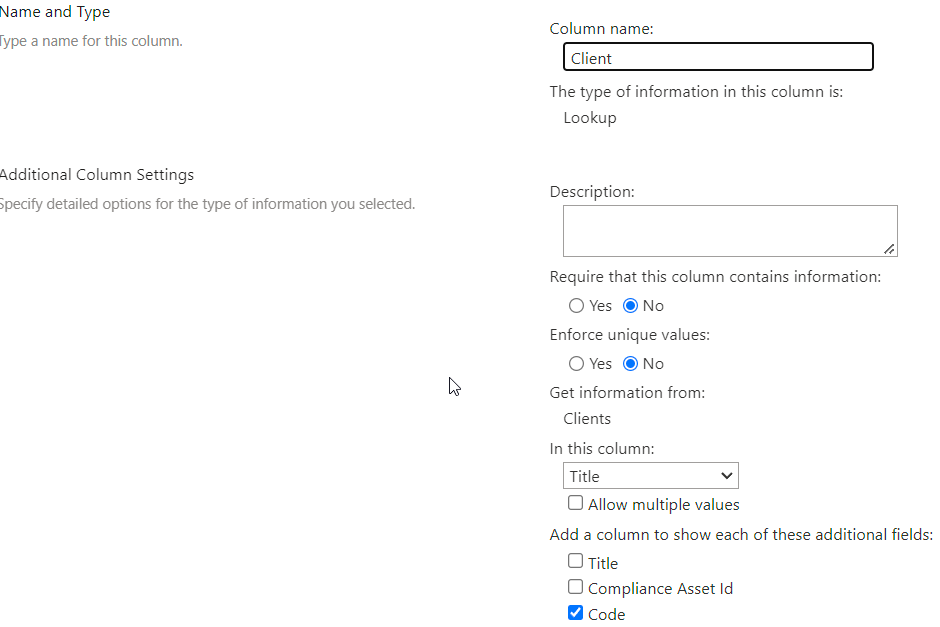 Name and Type
Type a name for this column.
Column name:
Client
The type of information in this column is:
Lookup
Additional Column Settings
Specify detailed options for the type of information you selected.
Description:
Require that this column contains information:
Yes No
Enforce unique values:
Yes No
Get information from:
Clients
In this column:
Title
Allow multiple values
Add a column to show each of these additional fields:
Title
Compliance Asset Id
Code